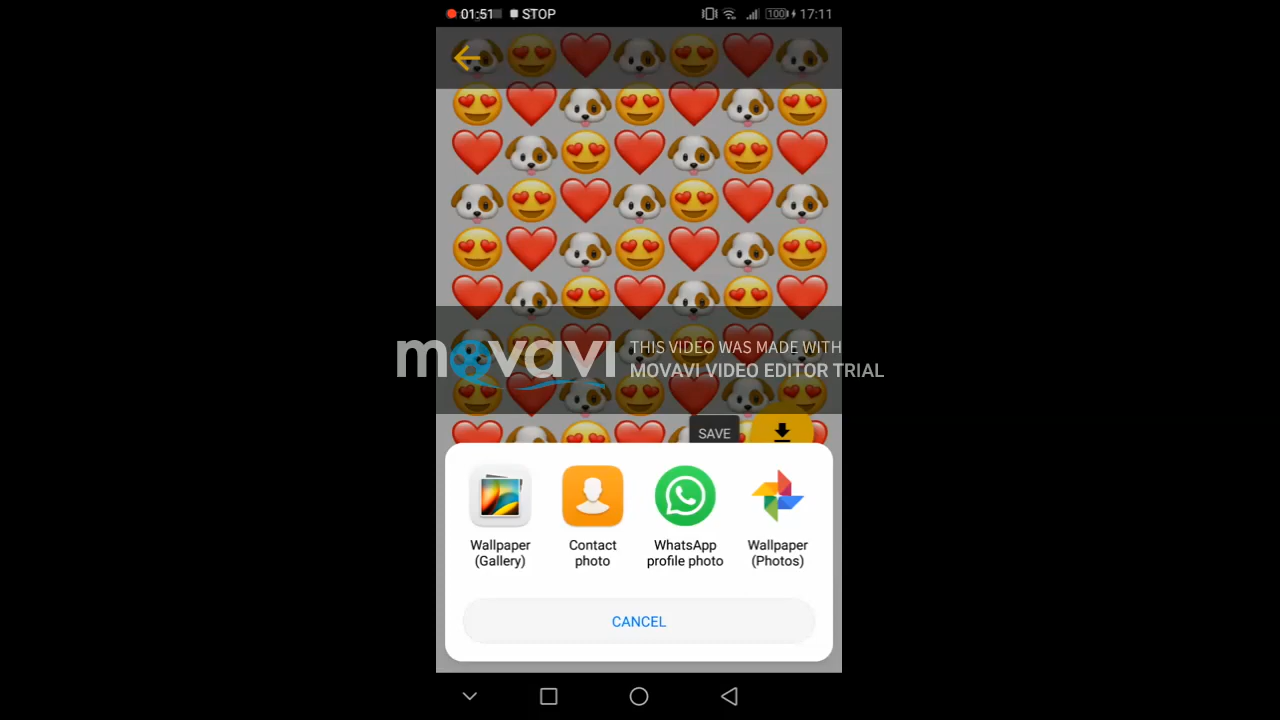 01:51 STOP 100 17:11
movavi
THIS VIDEO WAS MADE WITH
MOVAVI VIDEO EDITOR TRIAL
SAVE
Wallpaper
(Gallery)
Contact
photo
WhatsApp
profile photo
Wallpaper
(Photos)
CANCEL